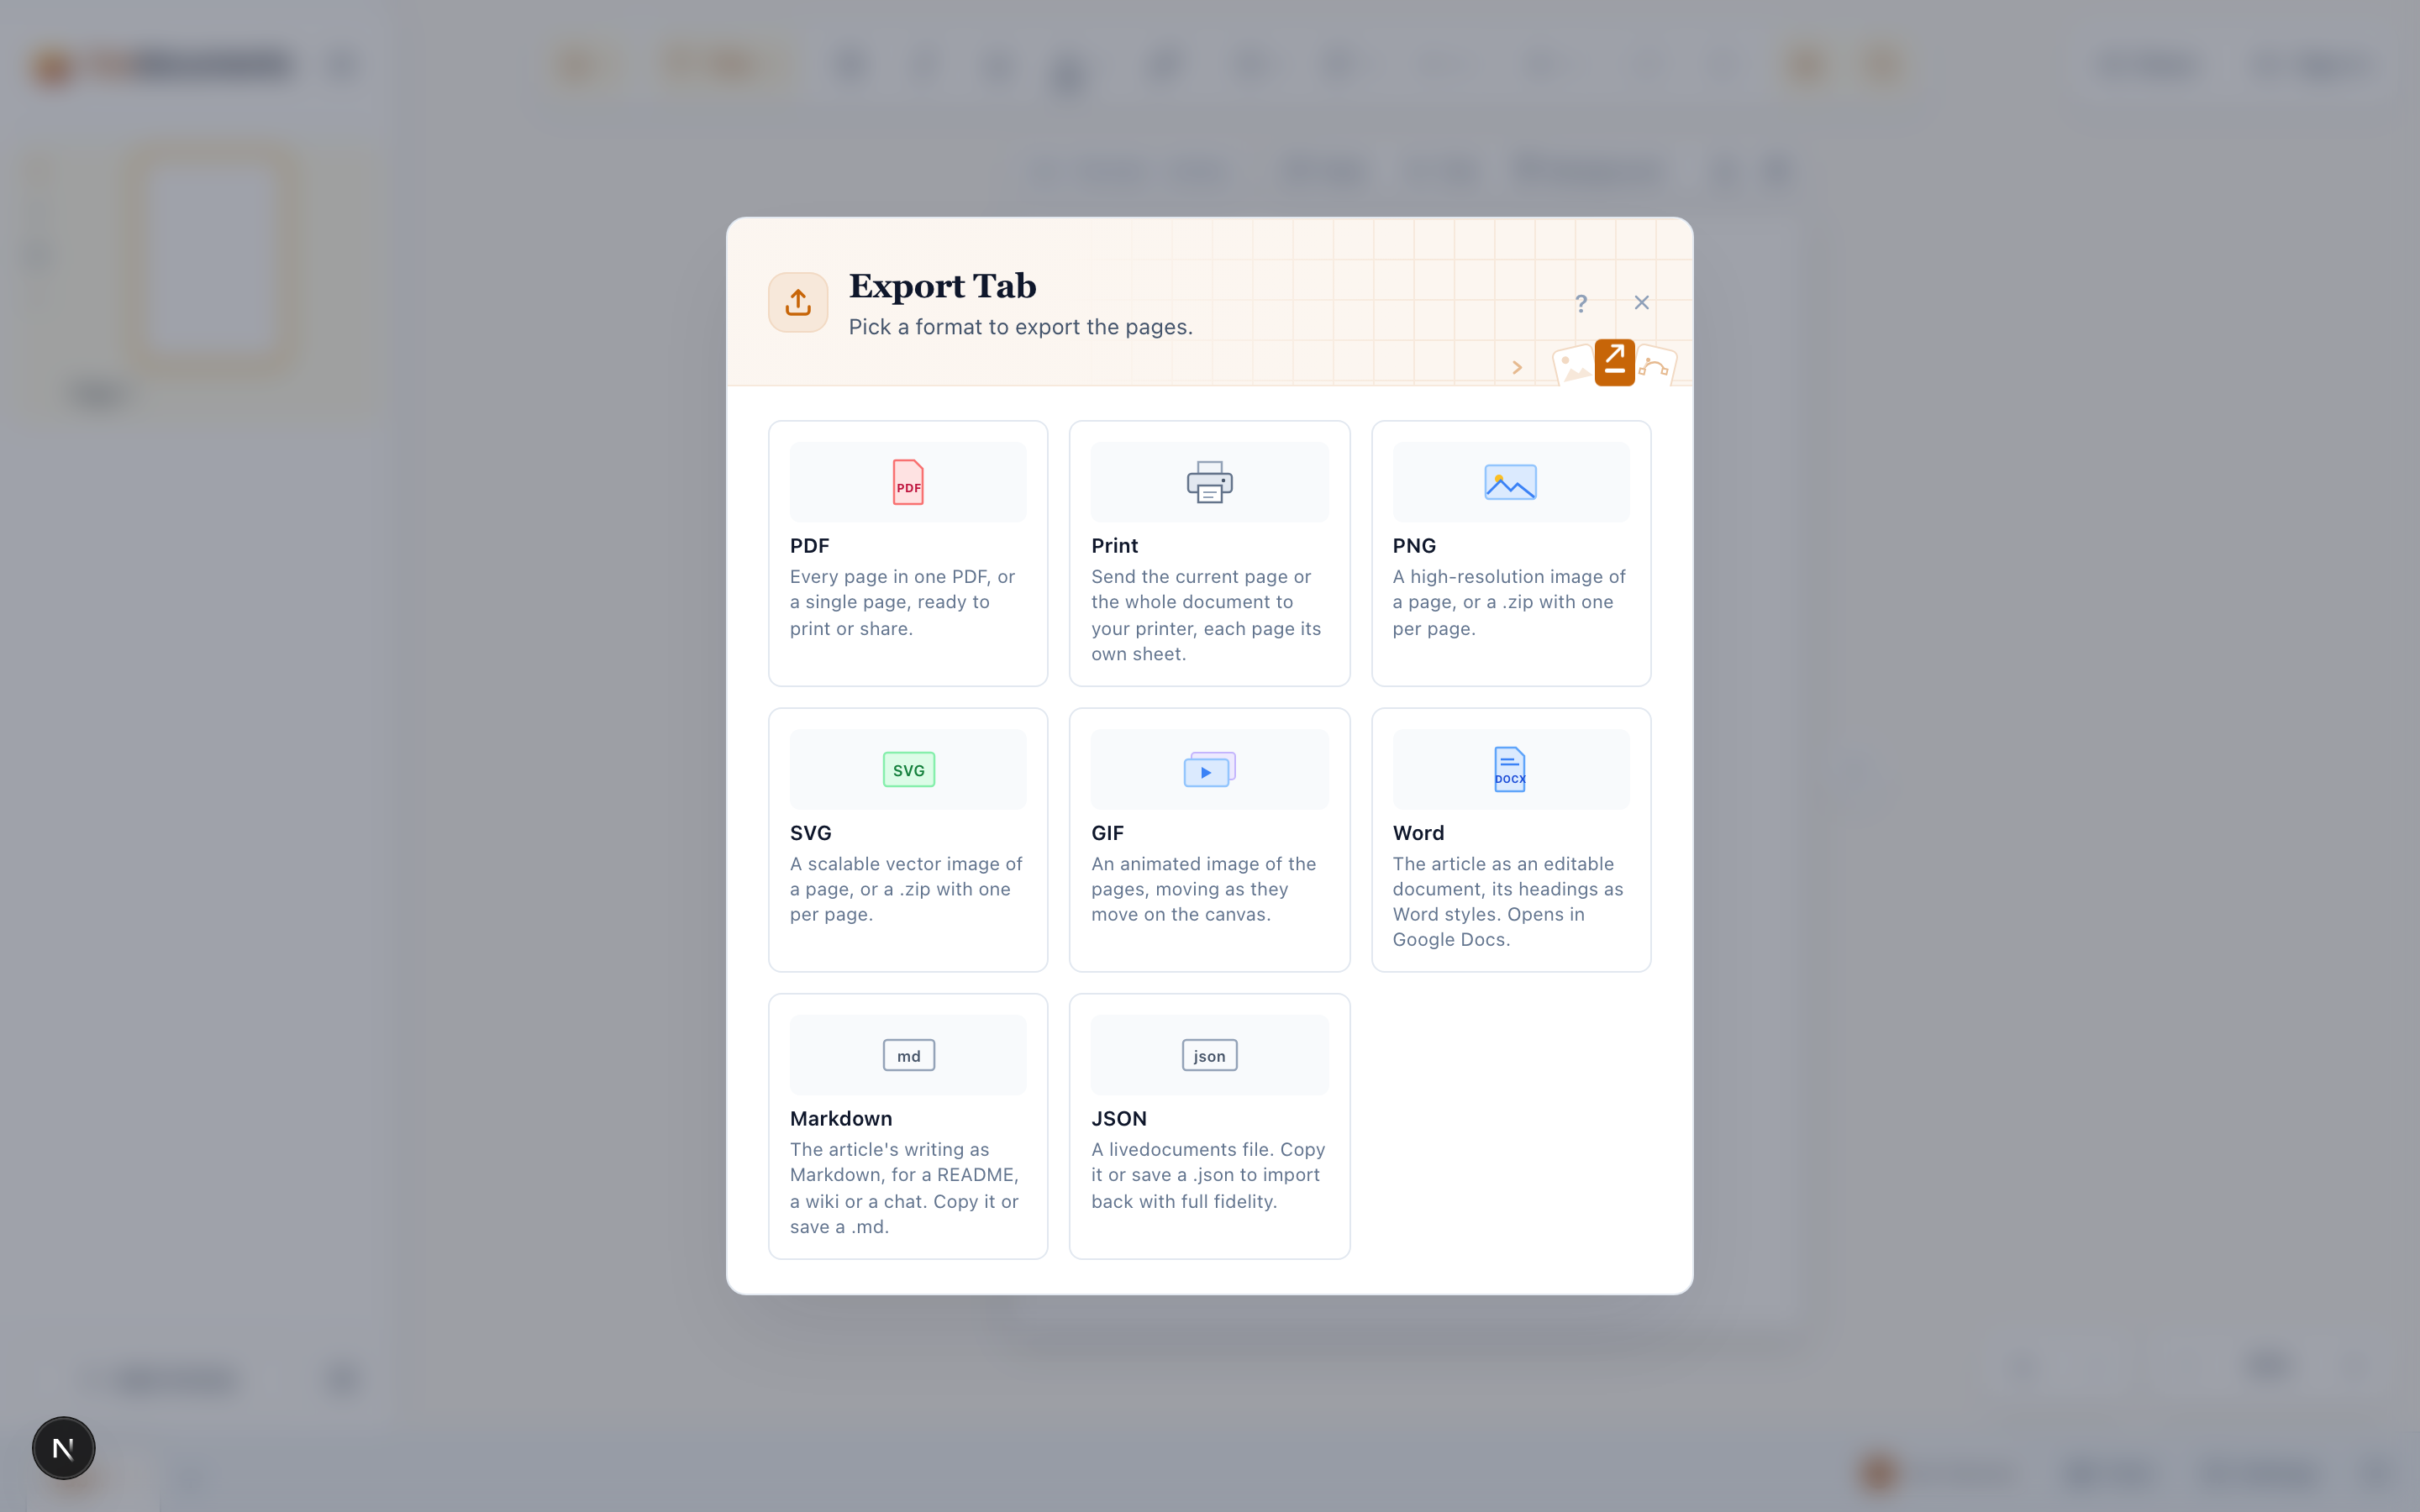 Export Tab
Pick a format to export the pages.
?
PDF
PDF
Every page in one PDF, or
a single page, ready to
print or share.
Print
Send the current page or
the whole document to
your printer, each page its
own sheet.
PNG
A high-resolution image of
a page, or a .zip with one
per page.
SVG
SVG
A scalable vector image of
a page, or a .zip with one
per page.
GIF
An animated image of the
pages, moving as they
move on the canvas.
DOCX
Word
The article as an editable
document, its headings as
Word styles. Opens in
Google Docs.
md
Markdown
The article's writing as
Markdown, for a README,
a wiki or a chat. Copy it or
save a .md.
json
JSON
A livedocuments file. Copy
it or save a .json to import
back with full fidelity.
N